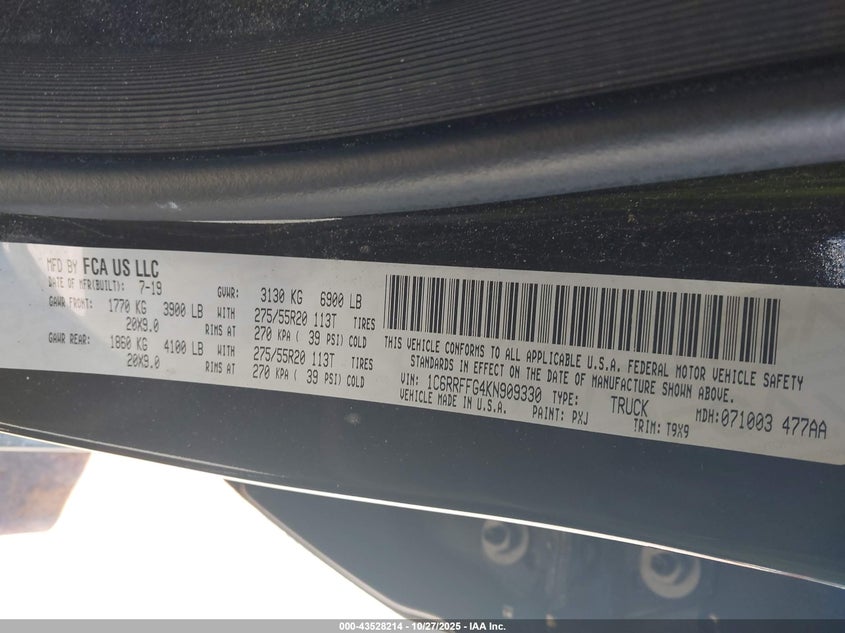 MFD BY FCA US LLC
DATE OF MFR(BUILT): 7-19 GVWR: 3130 KG 6900 LB
GAWR FRONT: 1770 KG 3900 LB WITH 275/55R20 113T TIRES
20X9.0 RIMS AT 270 KPA ( 39 PSI) COLD
GAWR REAR: 1860 KG 4100 LB WITH 275/55R20 113T TIRES
20X9.0 RIMS AT 270 KPA ( 39 PSI) COLD
THIS VEHICLE CONFORMS TO ALL APPLICABLE U.S.A. FEDERAL MOTOR VEHICLE SAFETY
STANDARDS IN EFFECT ON THE DATE OF MANUFACTURE SHOWN ABOVE.
VIN: 1C6RRFFG4KN909330 TYPE: TRUCK MDH:071003 477AA
VEHICLE MADE IN U.S.A. PAINT: PXJ TRIM: T9X9
000-43528214 - 10/27/2025 - IAA Inc.